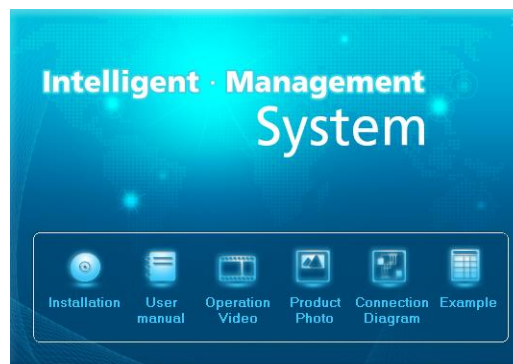 Intelligent · Management
System
Installation
User
manual
Operation
Video
Product
Photo
Connection
Diagram
Example